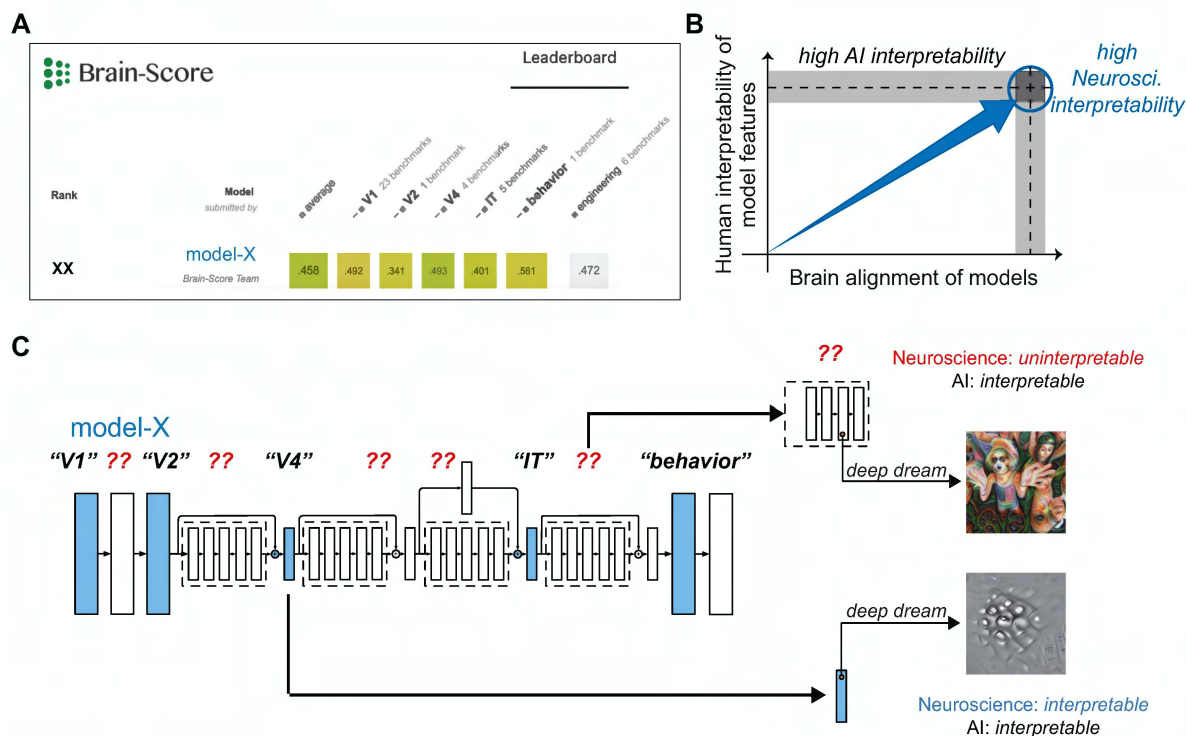 A
Brain-Score
Leaderboard
Rank
Model
submitted by
average
V1 23 benchmarks
V2 1 benchmark
V4 4 benchmarks
IT 5 benchmarks
behavior 1 benchmark
engineering 6 benchmarks
XX
model-X
Brain-Score Team
.458 .492 .341 .493 .401 .561 .472
B
Human interpretability of
model features
high AI interpretability
high
Neurosci.
interpretability
Brain alignment of models
C
model-X
“V1” ?? “V2” ?? “V4” ?? ?? “IT” ?? “behavior”
??
Neuroscience: uninterpretable
AI: interpretable
deep dream
deep dream
Neuroscience: interpretable
AI: interpretable